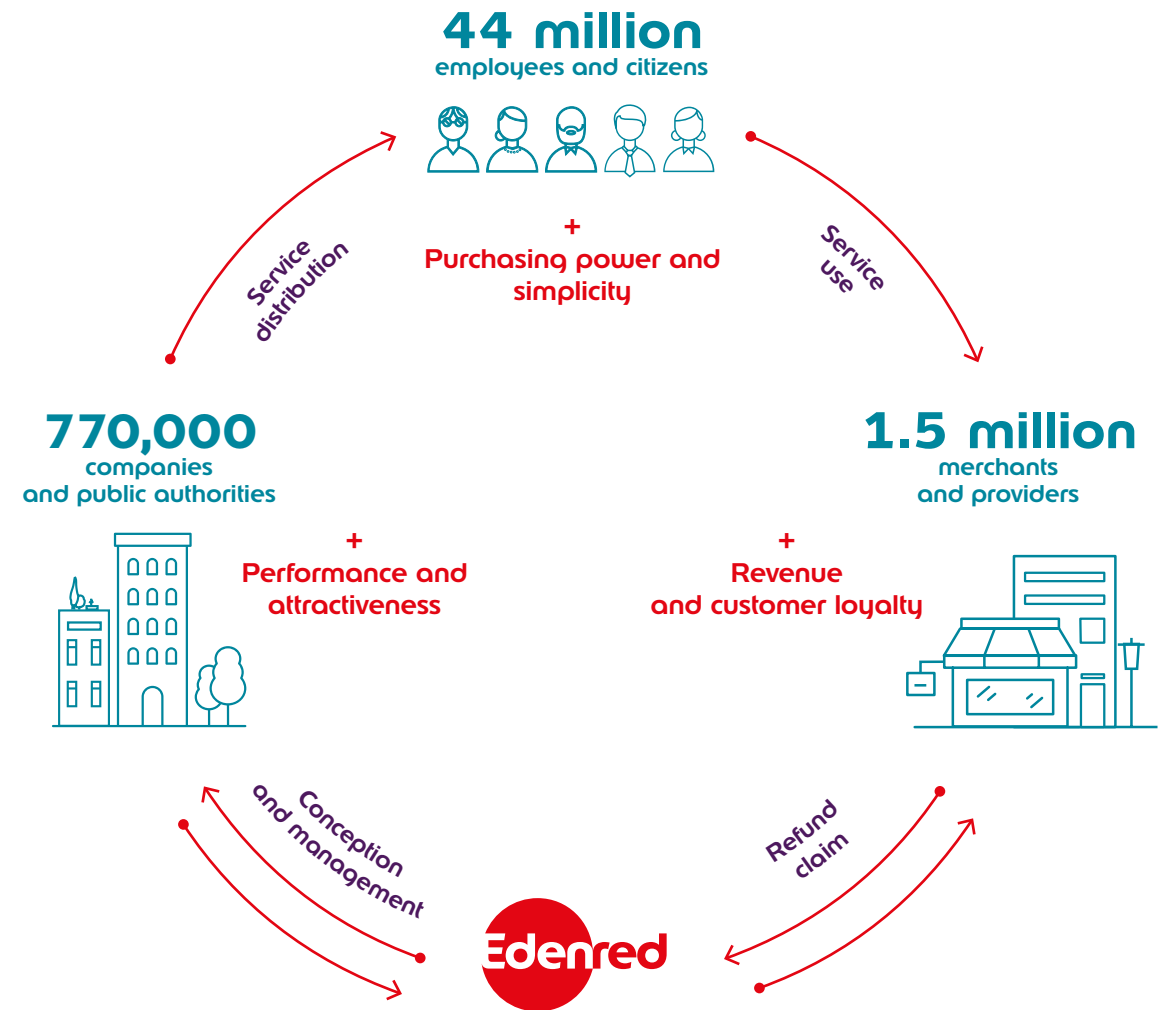 44 million
employees and citizens
+
Purchasing power and
simplicity
Service
distribution
Service
use
770,000
companies
and public authorities
+
Performance and
attractiveness
1.5 million
merchants
and providers
+
Revenue
and customer loyalty
Conception
and management
Refund
claim
Edenred